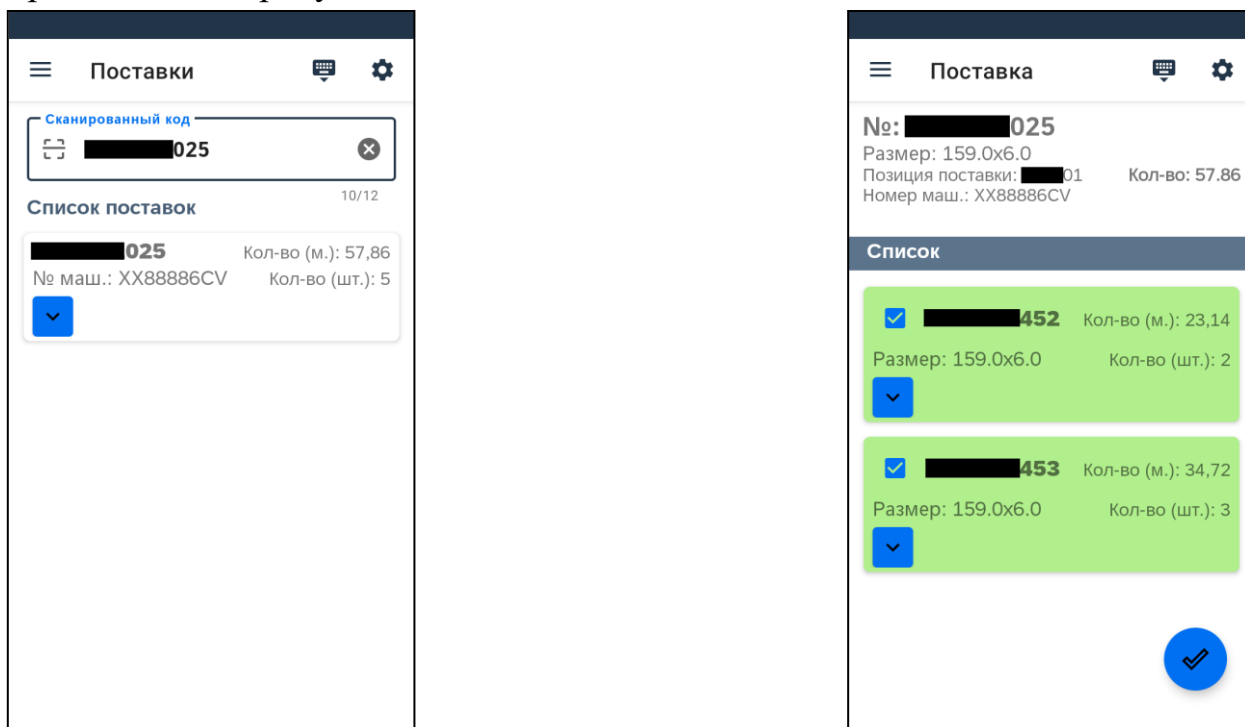 Поставки
Сканированный код
025
10/12
Список поставок
025 Кол-во (м.): 57,86
№ маш.: XX88886CV Кол-во (шт.): 5
Поставка
№: 025
Размер: 159.0x6.0
Позиция поставки: 01 Кол-во: 57.86
Номер маш.: XX88886CV
Список
452 Кол-во (м.): 23,14
Размер: 159.0x6.0 Кол-во (шт.): 2
453 Кол-во (м.): 34,72
Размер: 159.0x6.0 Кол-во (шт.): 3